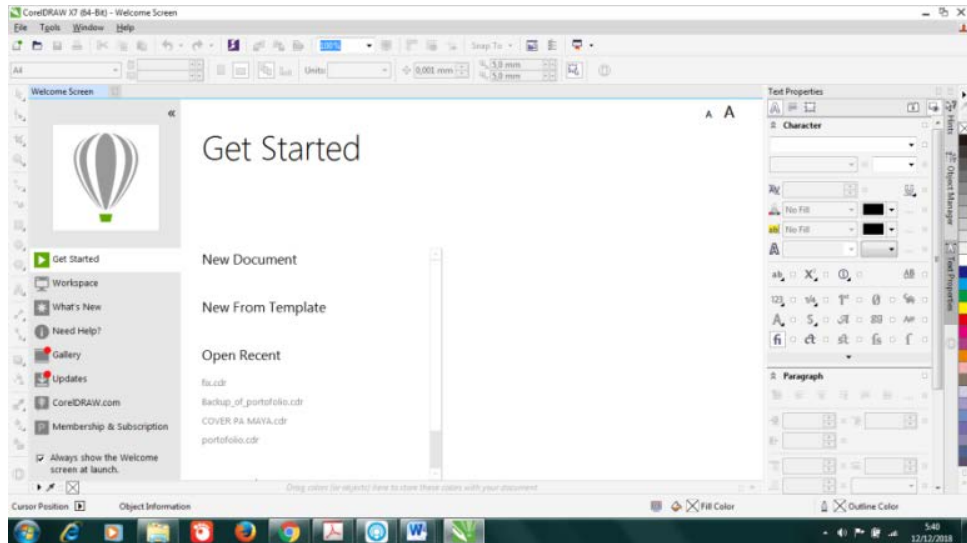 CorelDRAW X7 (64-Bit) - Welcome Screen
File Tools Window Help
100% Snap To
A4 Units: 0,001 mm 5,0 mm
5,0 mm
Welcome Screen
Get Started
A A
Get Started
Workspace
What's New
Need Help?
Gallery
Updates
CorelDRAW.com
Membership & Subscription
Always show the Welcome
screen at launch.
New Document
New From Template
Open Recent
fix.cdr
Backup_of_portofolio.cdr
COVER PA MAYA.cdr
portofolio.cdr
Text Properties
Character
No Fill
No Fill
Paragraph
Hints
Object Manager
Text Properties
Drag colors (or objects) here to store these colors with your document
Cursor Position Object Information Fill Color Outline Color
5:40
12/12/2018